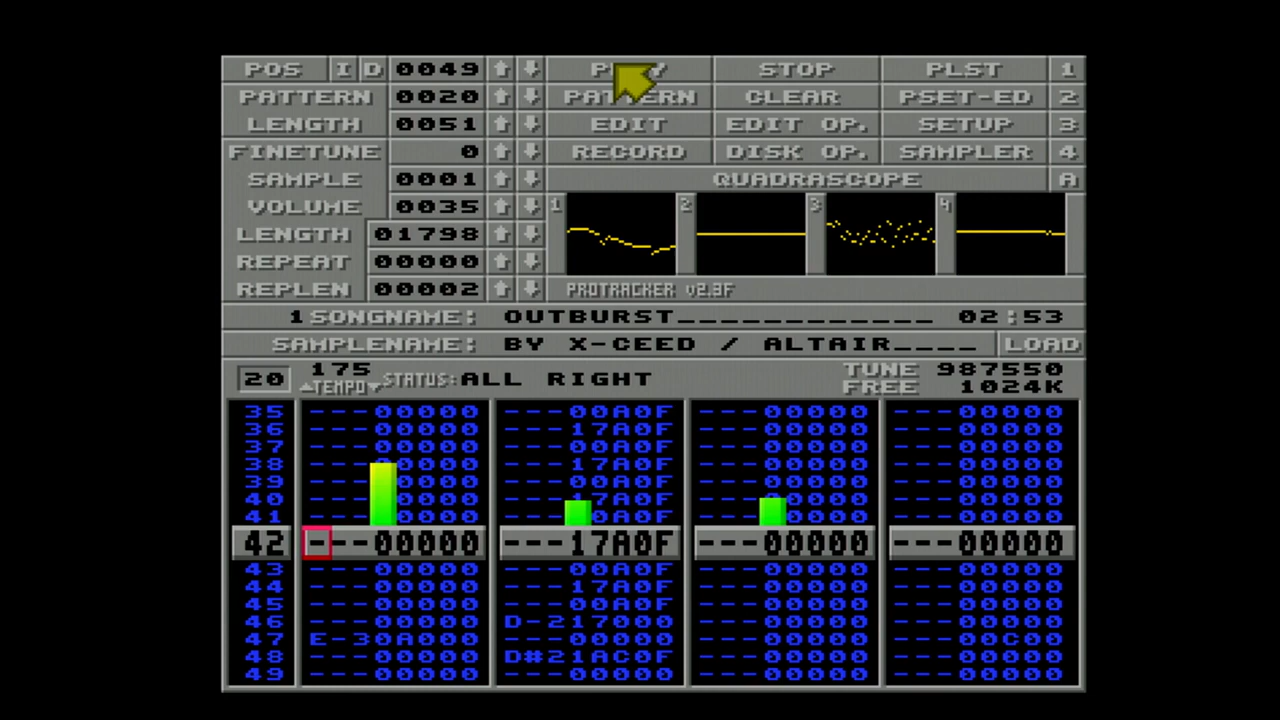 POS I D 0049 STOP PLST 1
PATTERN 0020 PATTERN CLEAR PSET-ED 2
LENGTH 0051 EDIT EDIT OP. SETUP 3
FINETUNE 0 RECORD DISK OP. SAMPLER 4
SAMPLE 0001 QUADRASCOPE A
VOLUME 0035 1 2 3 4
LENGTH 01798
REPEAT 00000
REPLEN 00002 PROTRACKER v2.3F
1 SONGNAME: OUTBURST____________ 02:53
SAMPLENAME: BY X-CEED / ALTAIR____ LOAD
20 175 TEMPO STATUS: ALL RIGHT TUNE 987550
FREE 1024K
35 ---00000 ---00A0F ---00000 ---00000
36 ---00000 ---17A0F ---00000 ---00000
37 ---00000 ---00A0F ---00000 ---00000
38 ---00000 ---17A0F ---00000 ---00000
39 ---00000 ---00A0F ---00000 ---00000
40 ---00000 ---17A0F ---00000 ---00000
41 ---00000 ---00A0F ---00000 ---00000
42 ---00000 ---17A0F ---00000 ---00000
43 ---00000 ---00A0F ---00000 ---00000
44 ---00000 ---17A0F ---00000 ---00000
45 ---00000 ---00A0F ---00000 ---00000
46 ---00000 D-217000 ---00000 ---00000
47 E-30A000 ---00000 ---00000 ---00C00
48 ---00000 D#21AC0F ---00000 ---00000
49 ---00000 ---00000 ---00000 ---00000